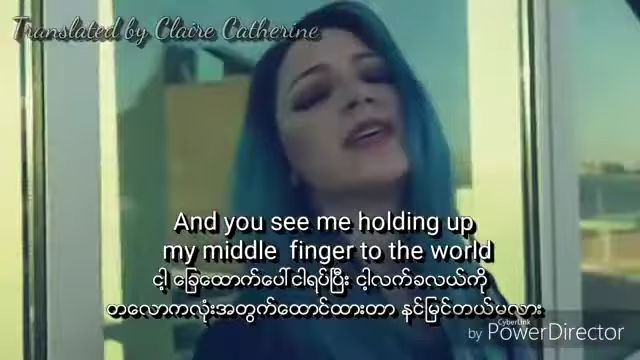 Translated by Claire Catherine
And you see me holding up
my middle finger to the world
ငါ့ ခြေထောက်ပေါ် ငါရပ်ပြီး ငါ့လက်ခလယ်ကို
တလောကလုံးအတွက်ထောင်ထားတာ နင်မြင်တယ်မလား
CyberLink
by PowerDirector